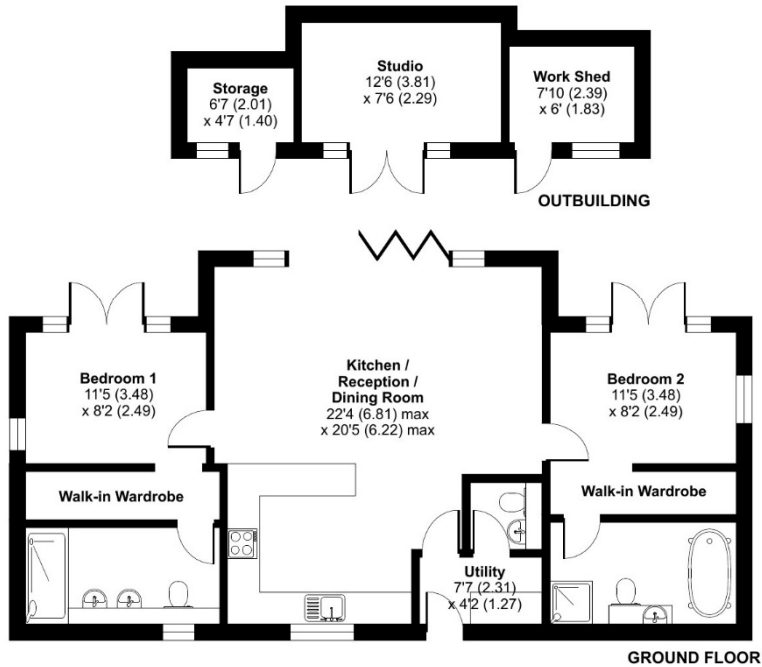 Storage
6'7 (2.01)
x 4'7 (1.40)
Studio
12'6 (3.81)
x 7'6 (2.29)
Work Shed
7'10 (2.39)
x 6' (1.83)
OUTBUILDING
Bedroom 1
11'5 (3.48)
x 8'2 (2.49)
Kitchen /
Reception /
Dining Room
22'4 (6.81) max
x 20'5 (6.22) max
Bedroom 2
11'5 (3.48)
x 8'2 (2.49)
Walk-in Wardrobe
Walk-in Wardrobe
Utility
7'7 (2.31)
x 4'2 (1.27)
GROUND FLOOR